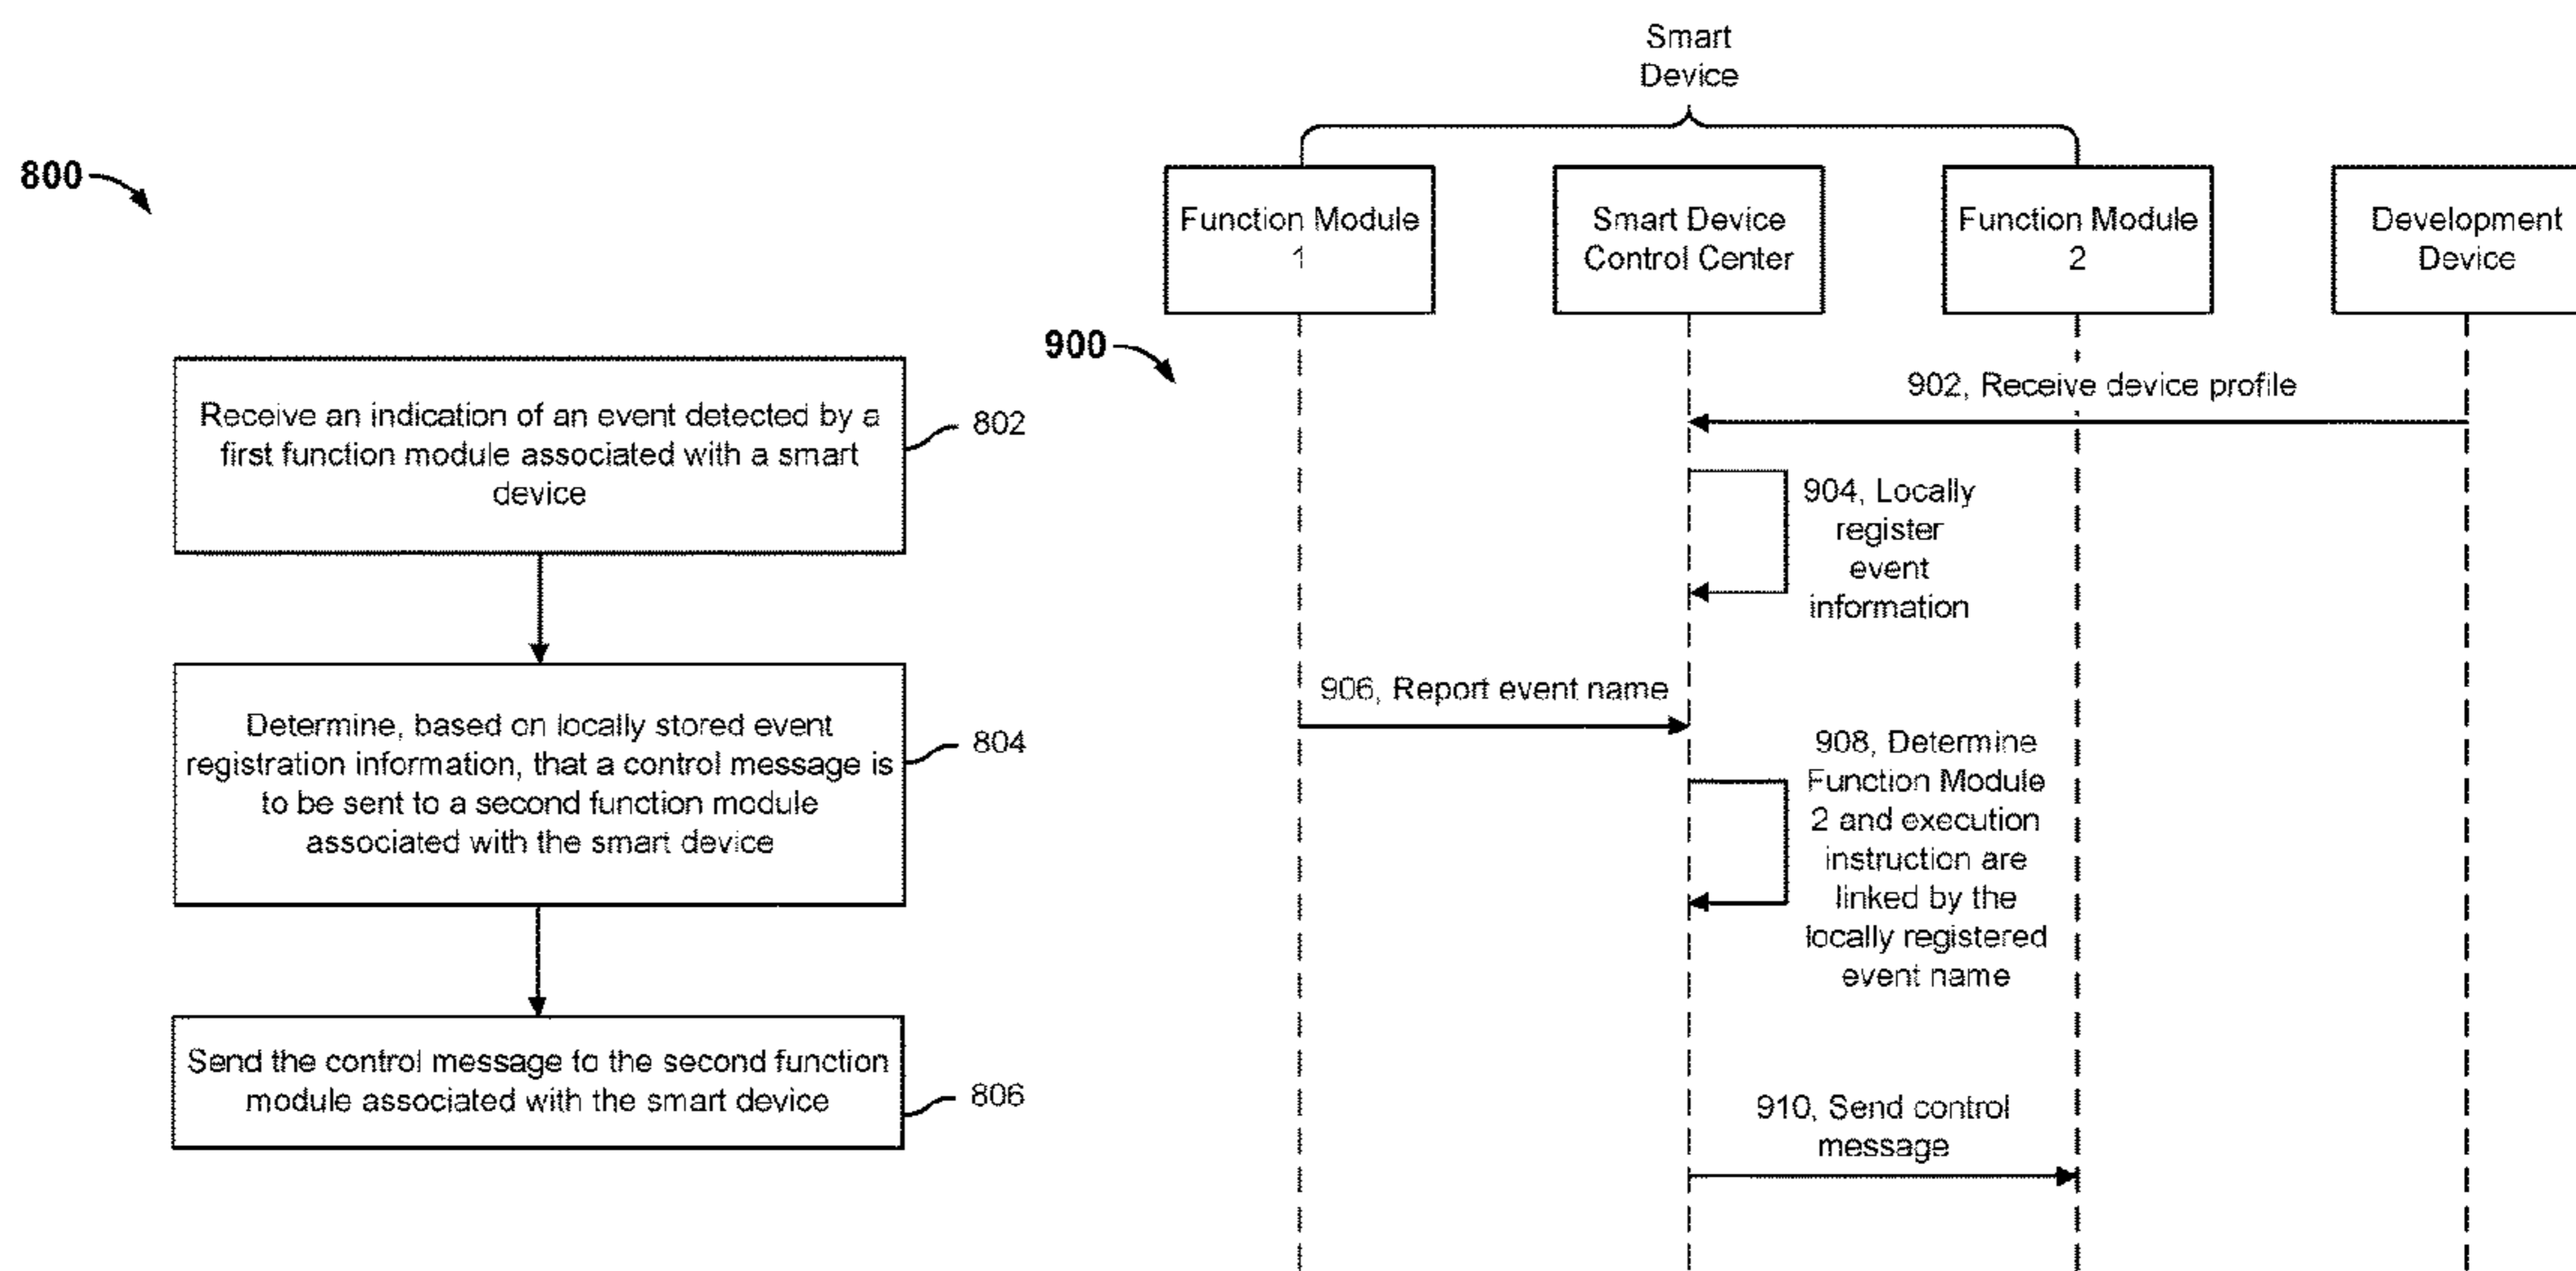 800
Receive an indication of an event detected by a
first function module associated with a smart
device
802
Determine, based on locally stored event
registration information, that a control message is
to be sent to a second function module
associated with the smart device
804
Send the control message to the second function
module associated with the smart device
806
Smart
Device
Function Module
1
Smart Device
Control Center
Function Module
2
Development
Device
900
902, Receive device profile
904, Locally
register
event
information
906, Report event name
908, Determine
Function Module
2 and execution
instruction are
linked by the
locally registered
event name
910, Send control
message